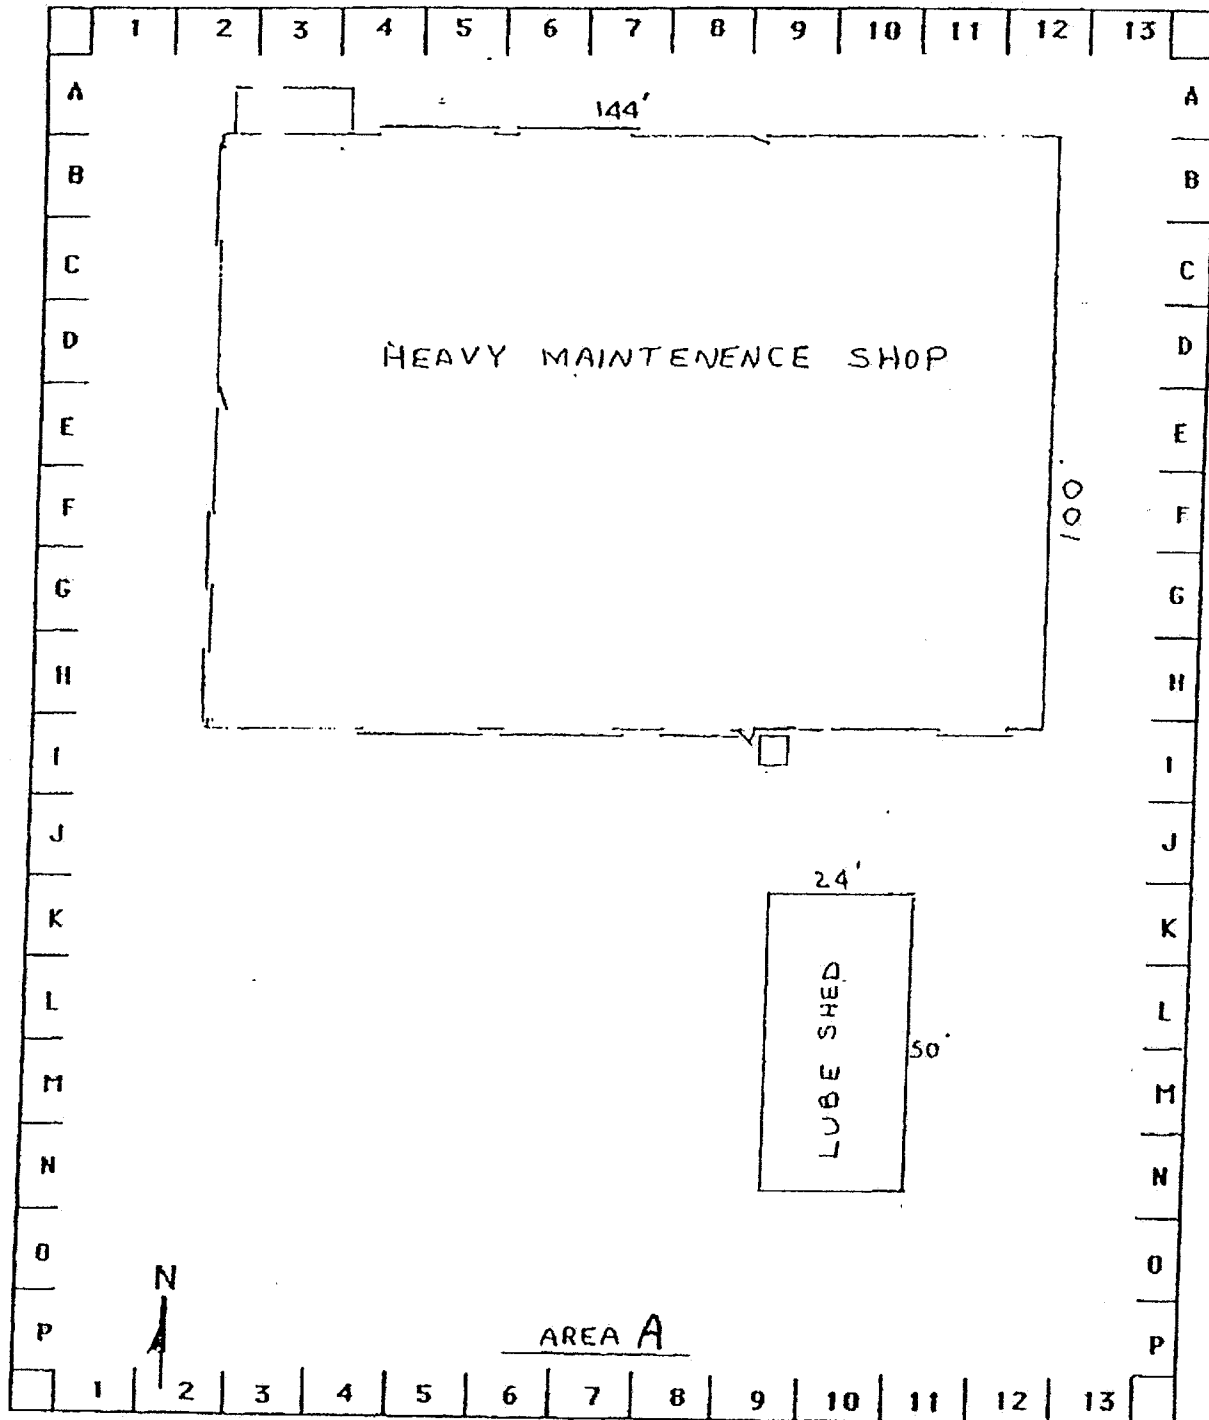 1 2 3 4 5 6 7 8 9 10 11 12 13
A A
144'
B B
C C
D D
HEAVY MAINTENENCE SHOP
E E
100'
F F
G G
H H
I I
J J
24'
K K
L L
LUBE SHED
50'
M M
N N
O O
N
P P
AREA A
1 2 3 4 5 6 7 8 9 10 11 12 13